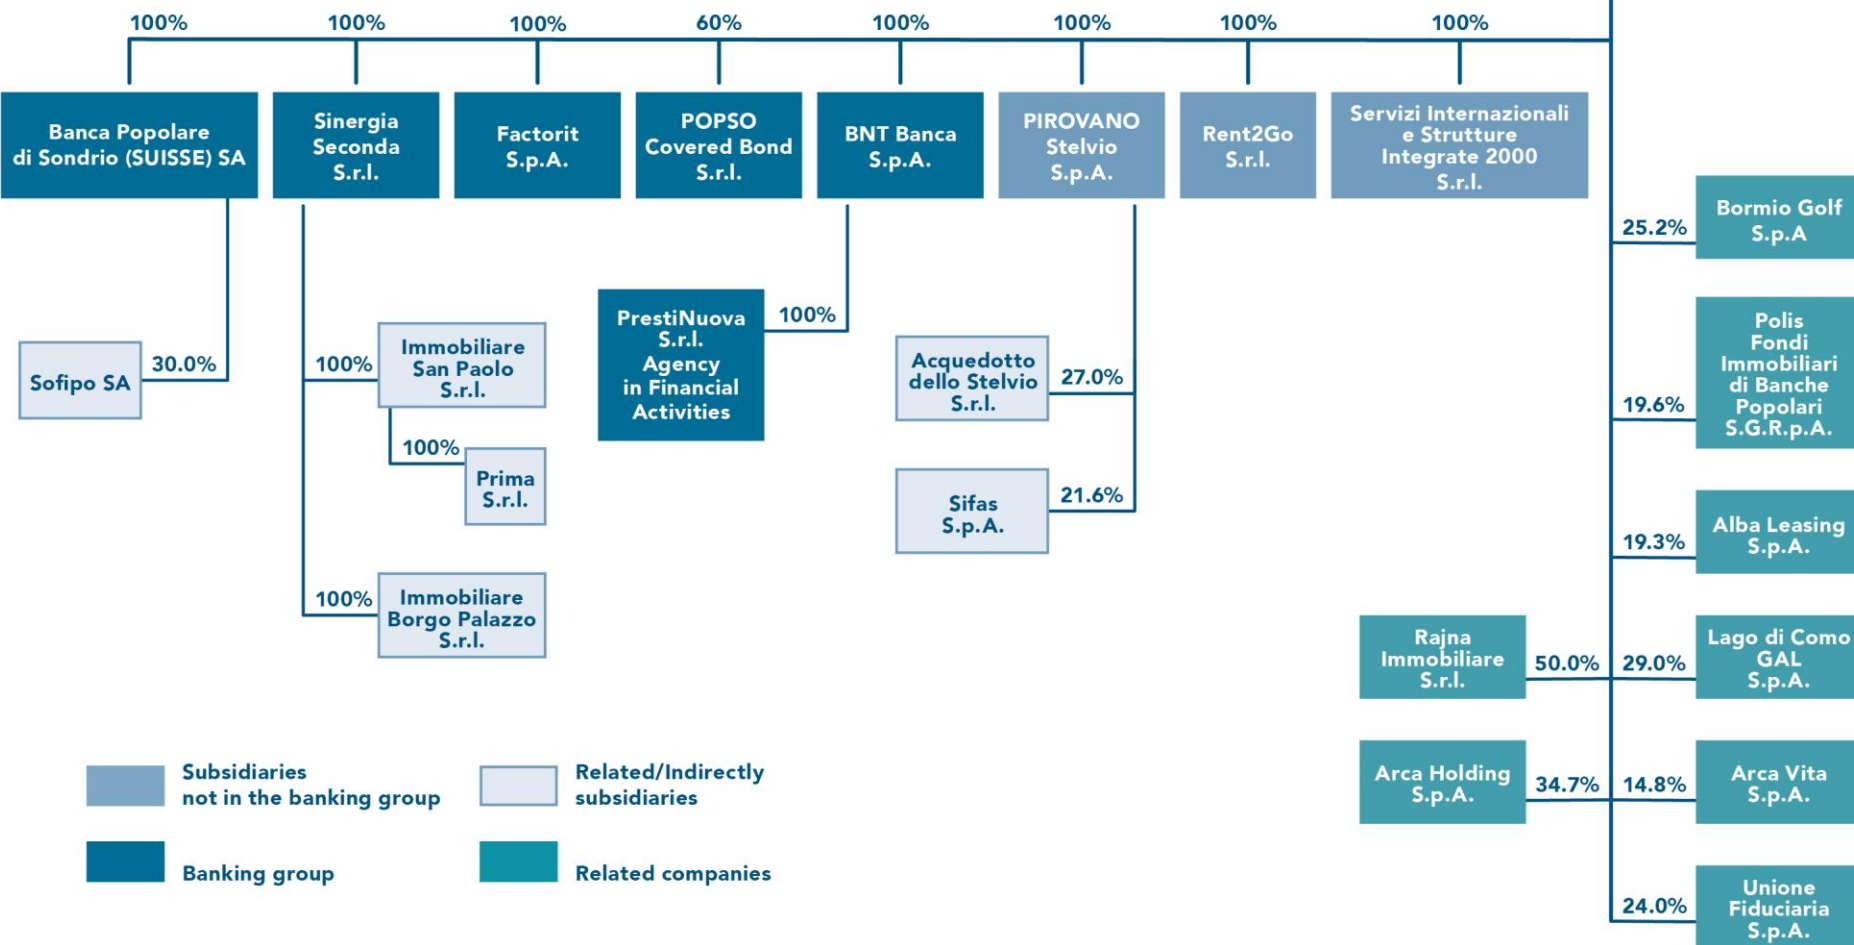 100%
100%
100%
60%
100%
100%
100%
100%
Banca Popolare
di Sondrio (SUISSE) SA
Sinergia
Seconda
S.r.l.
Factorit
S.p.A.
POPSO
Covered Bond
S.r.l.
BNT Banca
S.p.A.
PIROVANO
Stelvio
S.p.A.
Rent2Go
S.r.l.
Servizi Internazionali
e Strutture
Integrate 2000
S.r.l.
Sofipo SA
30.0%
100%
Immobiliare
San Paolo
S.r.l.
100%
Prima
S.r.l.
100%
Immobiliare
Borgo Palazzo
S.r.l.
PrestiNuova
S.r.l.
Agency
in Financial
Activities
100%
Acquedotto
dello Stelvio
S.r.l.
27.0%
Sifas
S.p.A.
21.6%
25.2%
Bormio Golf
S.p.A
19.6%
Polis
Fondi
Immobiliari
di Banche
Popolari
S.G.R.p.A.
19.3%
Alba Leasing
S.p.A.
Rajna
Immobiliare
S.r.l.
50.0%
29.0%
Lago di Como
GAL
S.p.A.
Arca Holding
S.p.A.
34.7%
14.8%
Arca Vita
S.p.A.
24.0%
Unione
Fiduciaria
S.p.A.
Subsidiaries
not in the banking group
Related/Indirectly
subsidiaries
Banking group
Related companies